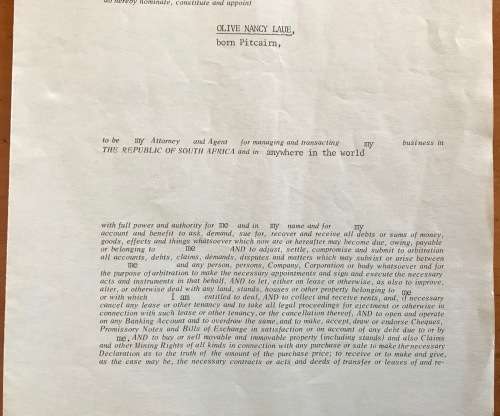 do hereby nominate, constitute and appoint
OLIVE NANCY LAUE,
born Pitcairn,
to be my Attorney and Agent for managing and transacting my business in
THE REPUBLIC OF SOUTH AFRICA and in anywhere in the world
with full power and authority for me and in my name and for my
account and benefit to ask, demand, sue for, recover and receive all debts or sums of money,
goods, effects and things whatsoever which now are or hereafter may become due, owing, payable
or belonging to me AND to adjust, settle, compromise and submit to arbitration
all accounts, debts, claims, demands, disputes and matters which may subsist or arise between
me and any person, persons, Company, Corporation or body whatsoever and for
the purpose of arbitration to make the necessary appointments and sign and execute the necessary
acts and instruments in that behalf, AND to let, either on lease or otherwise, as also to improve,
alter, or otherwise deal with any land, stands, houses or other property belonging to me
or with which I am entitled to deal, AND to collect and receive rents, and, if necessary
cancel any lease or other tenancy and to take all legal proceedings for ejectment or otherwise in
connection with such lease or other tenancy, or the cancellation thereof, AND to open and operate
on any Banking Account and to overdraw the same, and to make, accept, draw or endorse Cheques,
Promissory Notes and Bills of Exchange in satisfaction or on account of any debt due to or by
me, AND to buy or sell movable and immovable property (including stands) and also Claims
and other Mining Rights of all kinds in connection with any purchase or sale to make the necessary
Declaration as to the truth of the amount of the purchase price; to receive or to make and give,
as the case may be, the necessary contracts or acts and deeds of transfer or leases of and re-